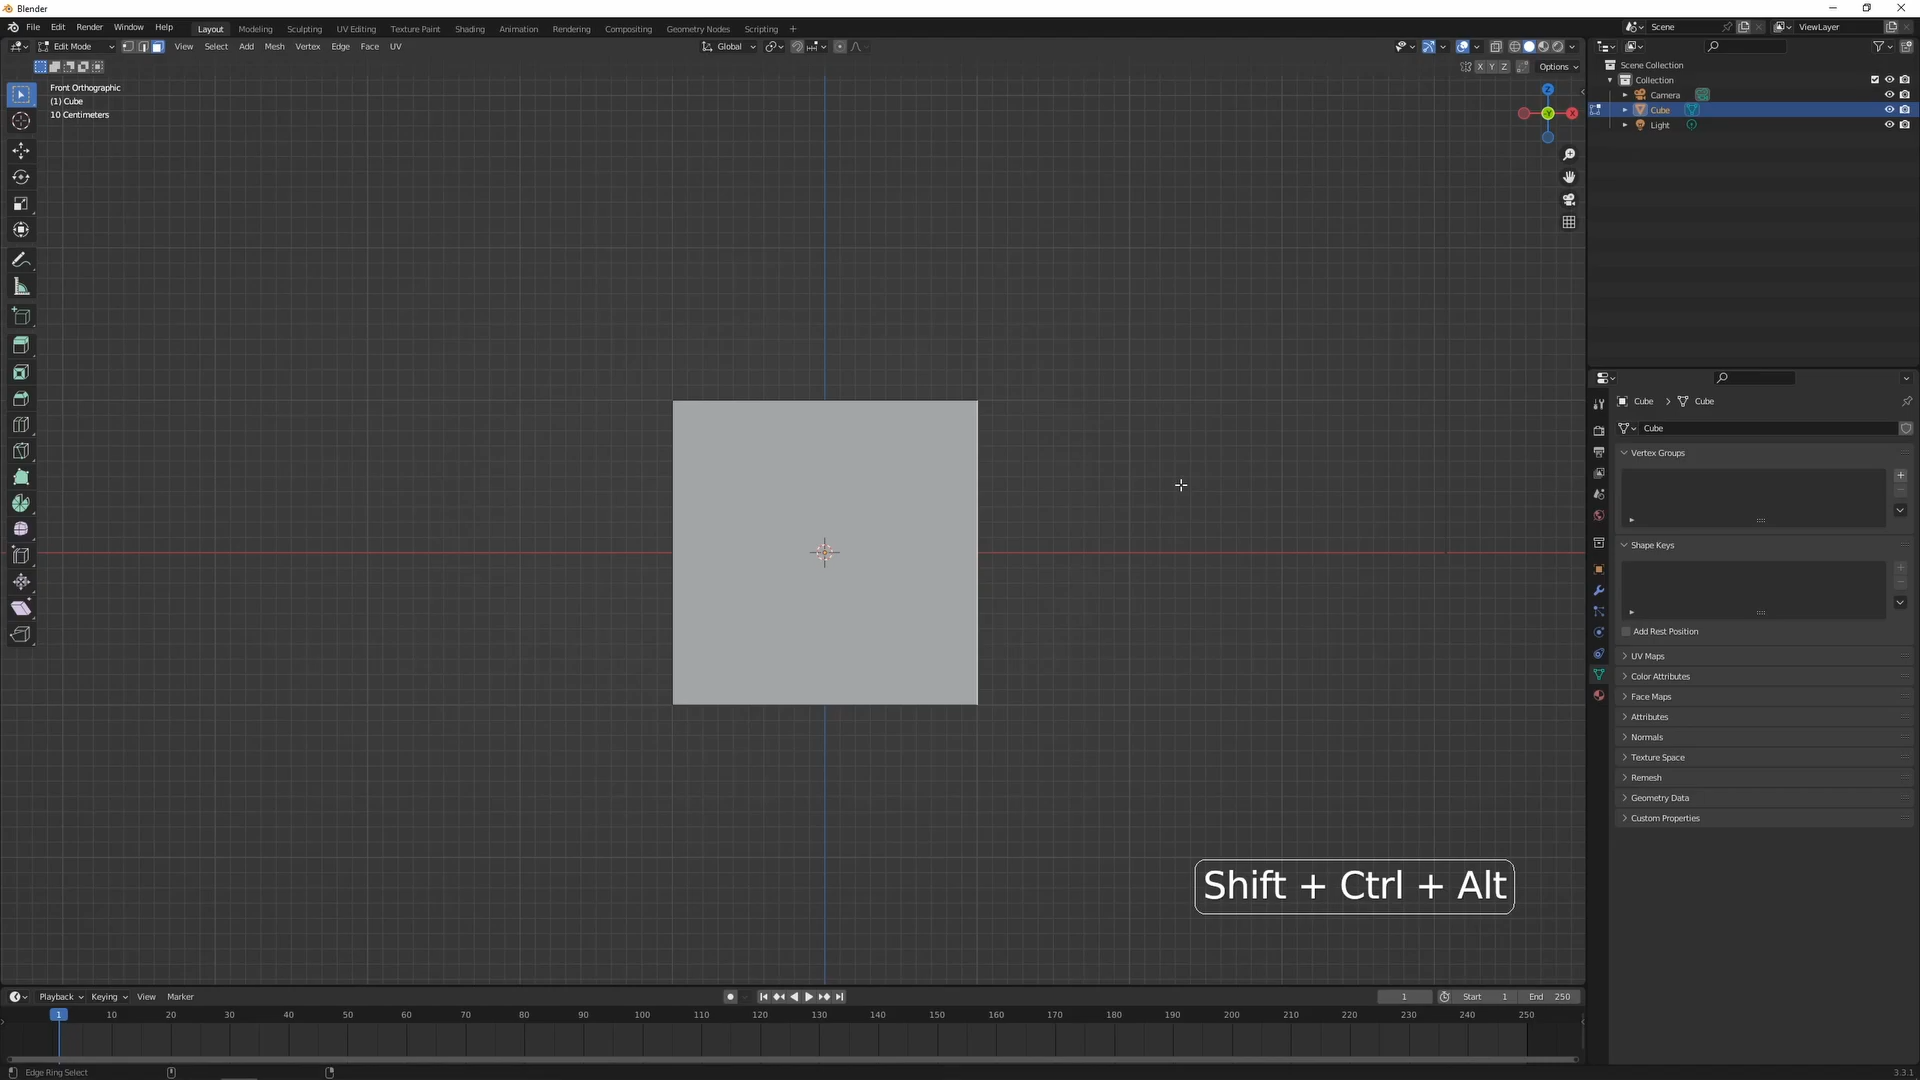 Blender
File Edit Render Window Help
Layout Modeling Sculpting UV Editing Texture Paint Shading Animation Rendering Compositing Geometry Nodes Scripting +
Scene
ViewLayer
Edit Mode View Select Add Mesh Vertex Edge Face UV
Global
X Y Z Options
Front Orthographic
(1) Cube
10 Centimeters
Z
Y
X
Scene Collection
Collection
Camera
Cube
Light
Cube > Cube
Cube
Vertex Groups
Shape Keys
Add Rest Position
UV Maps
Color Attributes
Face Maps
Attributes
Normals
Texture Space
Remesh
Geometry Data
Custom Properties
Shift + Ctrl + Alt
Playback Keying View Marker
1 Start 1 End 250
1 10 20 30 40 50 60 70 80 90 100 110 120 130 140 150 160 170 180 190 200 210 220 230 240 250
Edge Ring Select
3.3.1